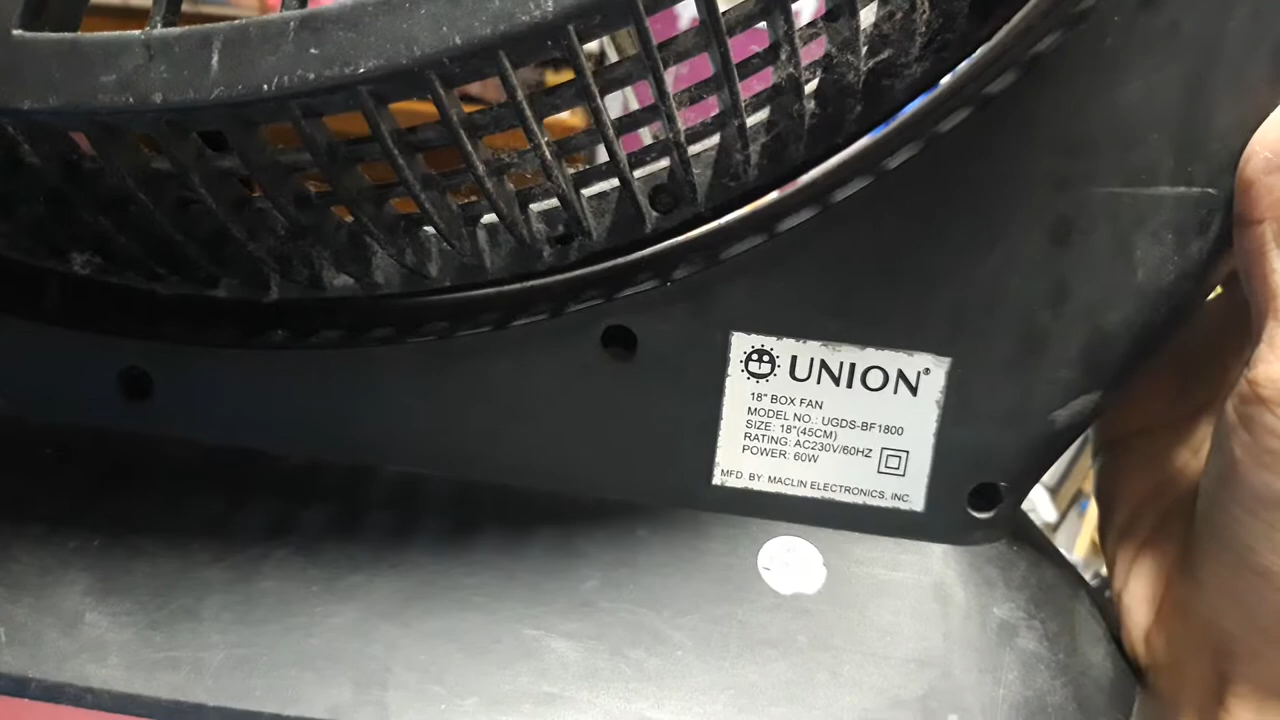 UNION®
18" BOX FAN
MODEL NO.: UGDS-BF1800
SIZE: 18"(45CM)
RATING: AC230V/60HZ
POWER: 60W
MFD. BY: MACLIN ELECTRONICS, INC.